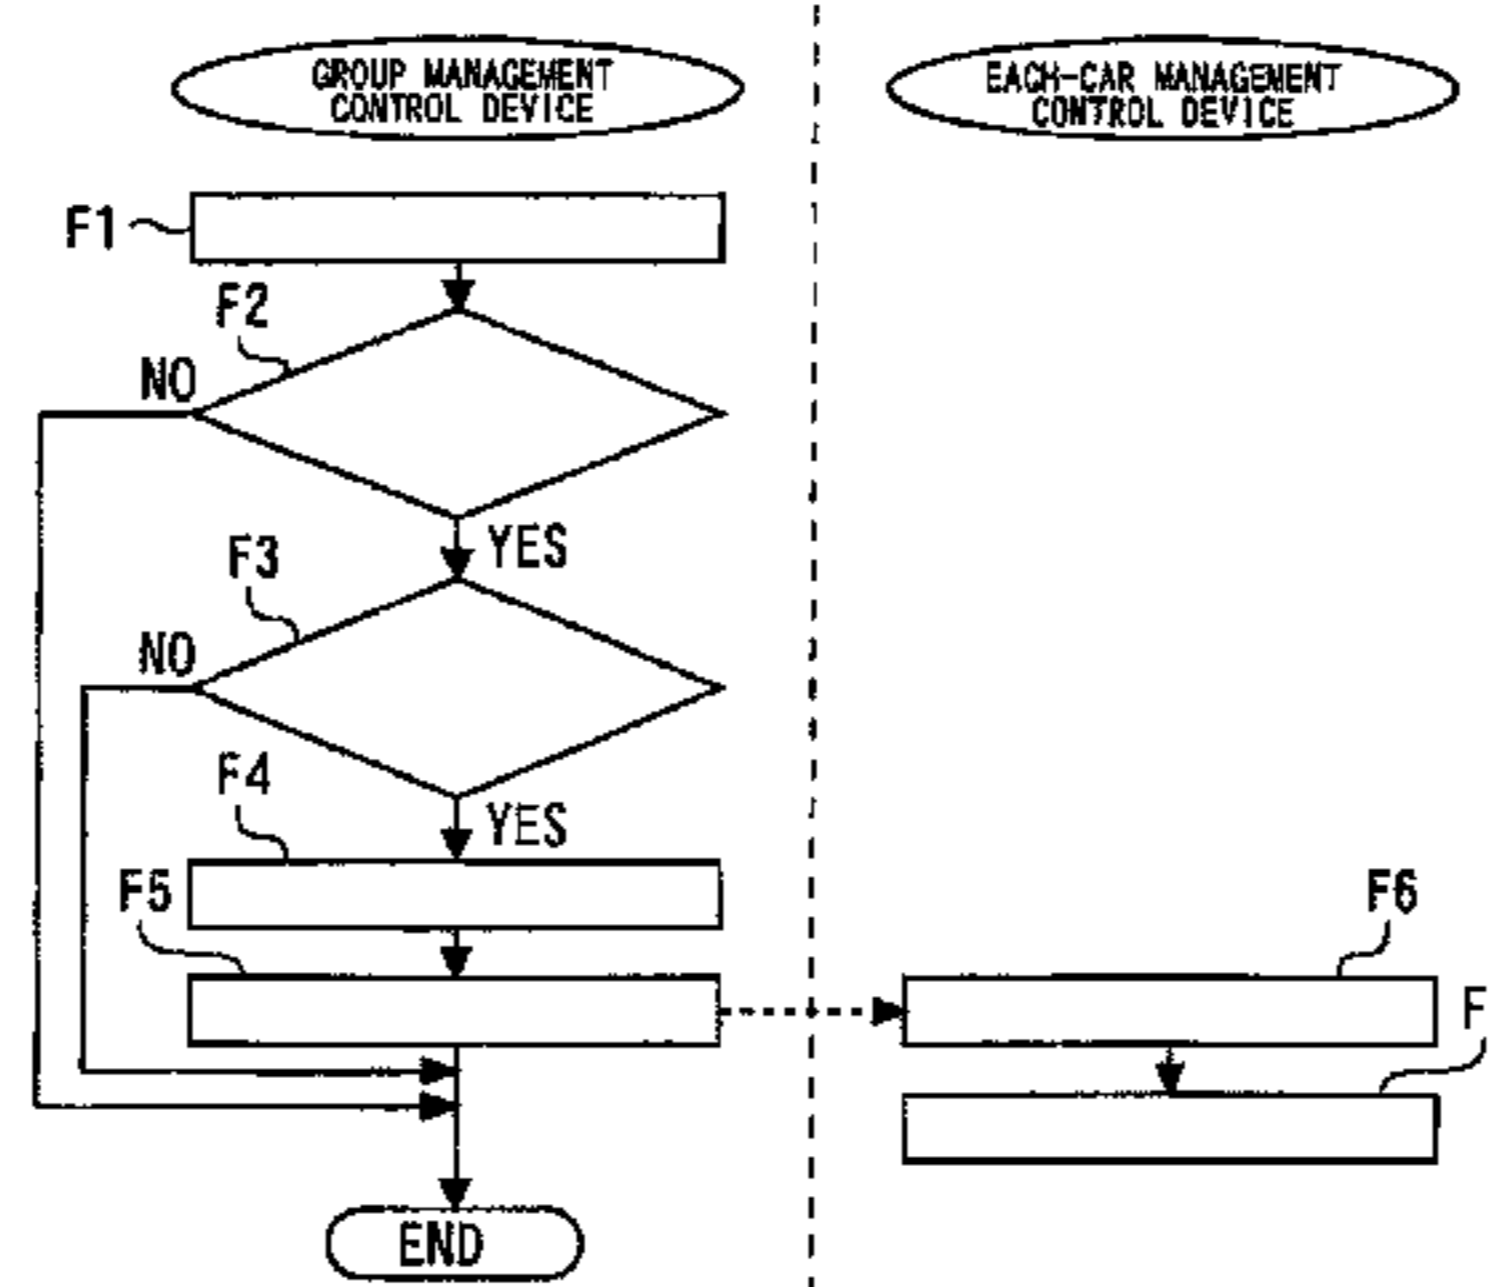 GROUP MANAGEMENT
CONTROL DEVICE
EACH-CAR MANAGEMENT
CONTROL DEVICE
F1
F2
NO
YES
F3
NO
YES
F4
F5
F6
F
END